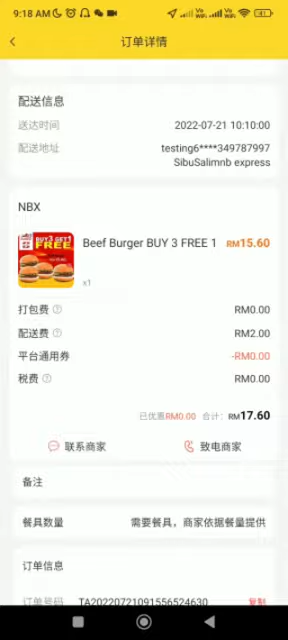 9:18 AM
订单详情
配送信息
送达时间 2022-07-21 10:10:00
配送地址 testing6****349787997
SibuSalimnb express
NBX
BUY 3 GET 1
FREE
Beef Burger BUY 3 FREE 1 RM15.60
x1
打包费 RM0.00
配送费 RM2.00
平台通用券 -RM0.00
税费 RM0.00
已优惠RM0.00 合计: RM17.60
联系商家 致电商家
备注
餐具数量 需要餐具，商家依据餐量提供
订单信息
订单号码 TA20220721091556524630 复制